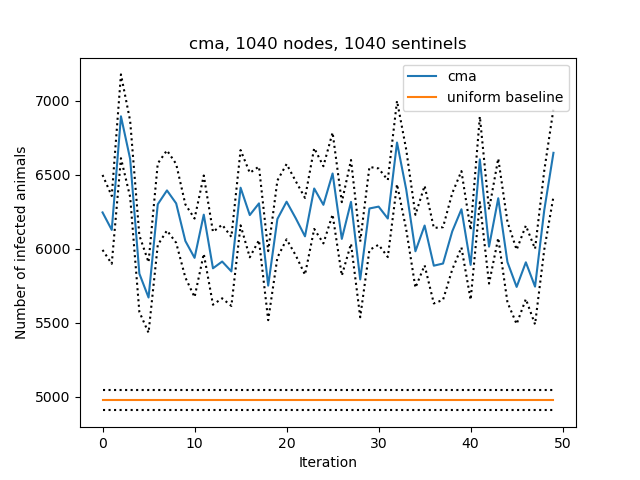 cma, 1040 nodes, 1040 sentinels
cma
uniform baseline
Number of infected animals
7000
6500
6000
5500
5000
0 10 20 30 40 50
Iteration